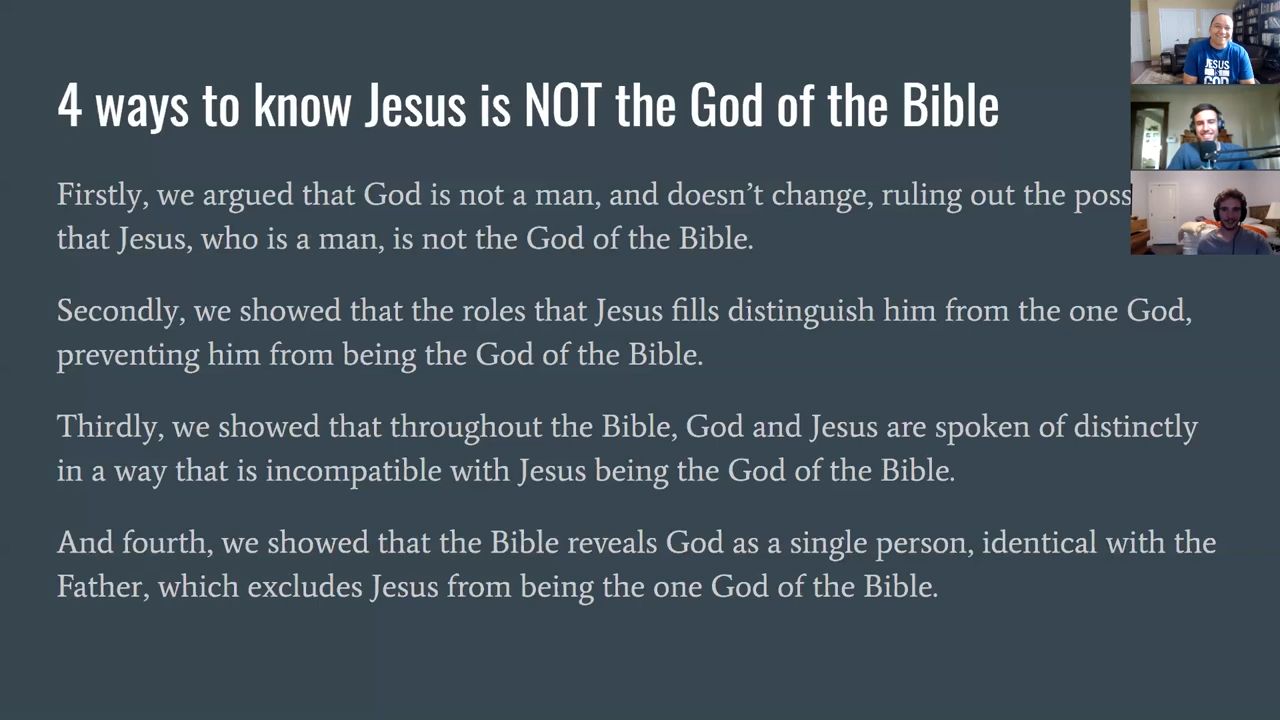 4 ways to know Jesus is NOT the God of the Bible
Firstly, we argued that God is not a man, and doesn’t change, ruling out the poss
that Jesus, who is a man, is not the God of the Bible.
Secondly, we showed that the roles that Jesus fills distinguish him from the one God,
preventing him from being the God of the Bible.
Thirdly, we showed that throughout the Bible, God and Jesus are spoken of distinctly
in a way that is incompatible with Jesus being the God of the Bible.
And fourth, we showed that the Bible reveals God as a single person, identical with the
Father, which excludes Jesus from being the one God of the Bible.
JESUS
GOD